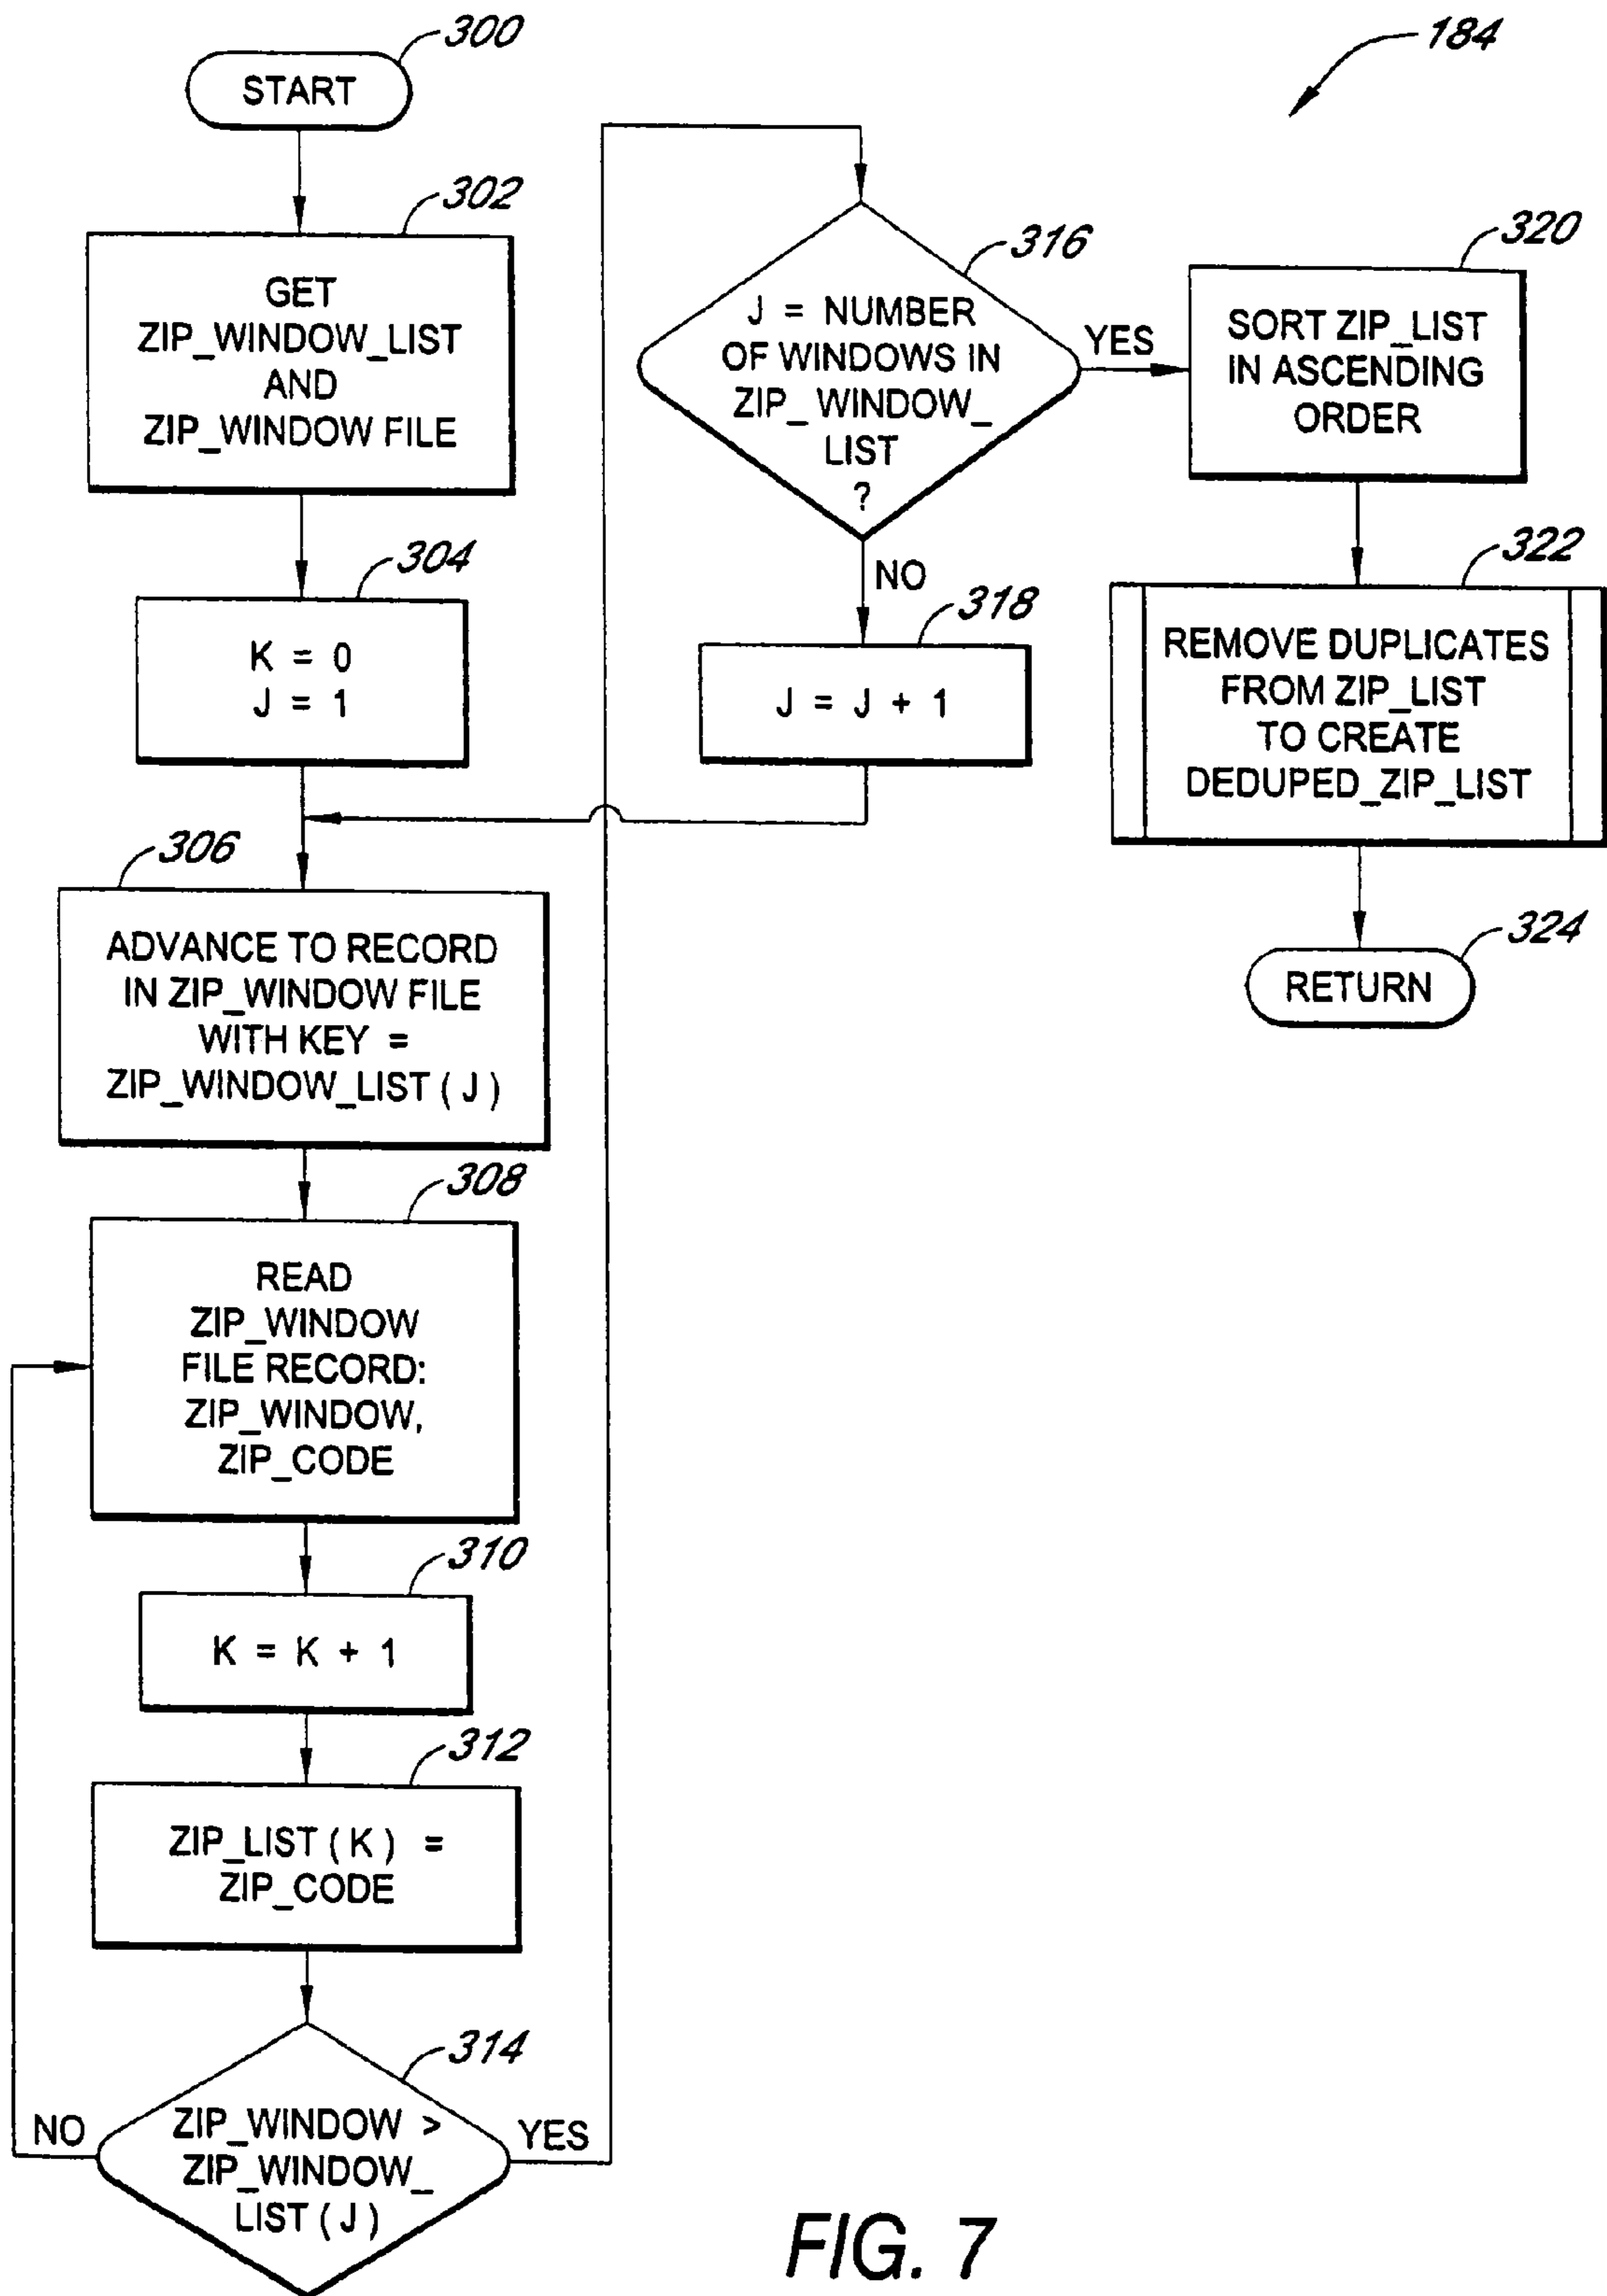 300
START
302
GET
ZIP_WINDOW_LIST
AND
ZIP_WINDOW FILE
304
K = 0
J = 1
306
ADVANCE TO RECORD
IN ZIP_WINDOW FILE
WITH KEY =
ZIP_WINDOW_LIST ( J )
308
READ
ZIP_WINDOW
FILE RECORD:
ZIP_WINDOW,
ZIP_CODE
310
K = K + 1
312
ZIP_LIST ( K ) =
ZIP_CODE
314
ZIP_WINDOW >
ZIP_WINDOW_
LIST ( J )
NO
YES
316
J = NUMBER
OF WINDOWS IN
ZIP_ WINDOW_
LIST
?
YES
NO
318
J = J + 1
184
320
SORT ZIP_LIST
IN ASCENDING
ORDER
322
REMOVE DUPLICATES
FROM ZIP_LIST
TO CREATE
DEDUPED_ZIP_LIST
324
RETURN
FIG. 7